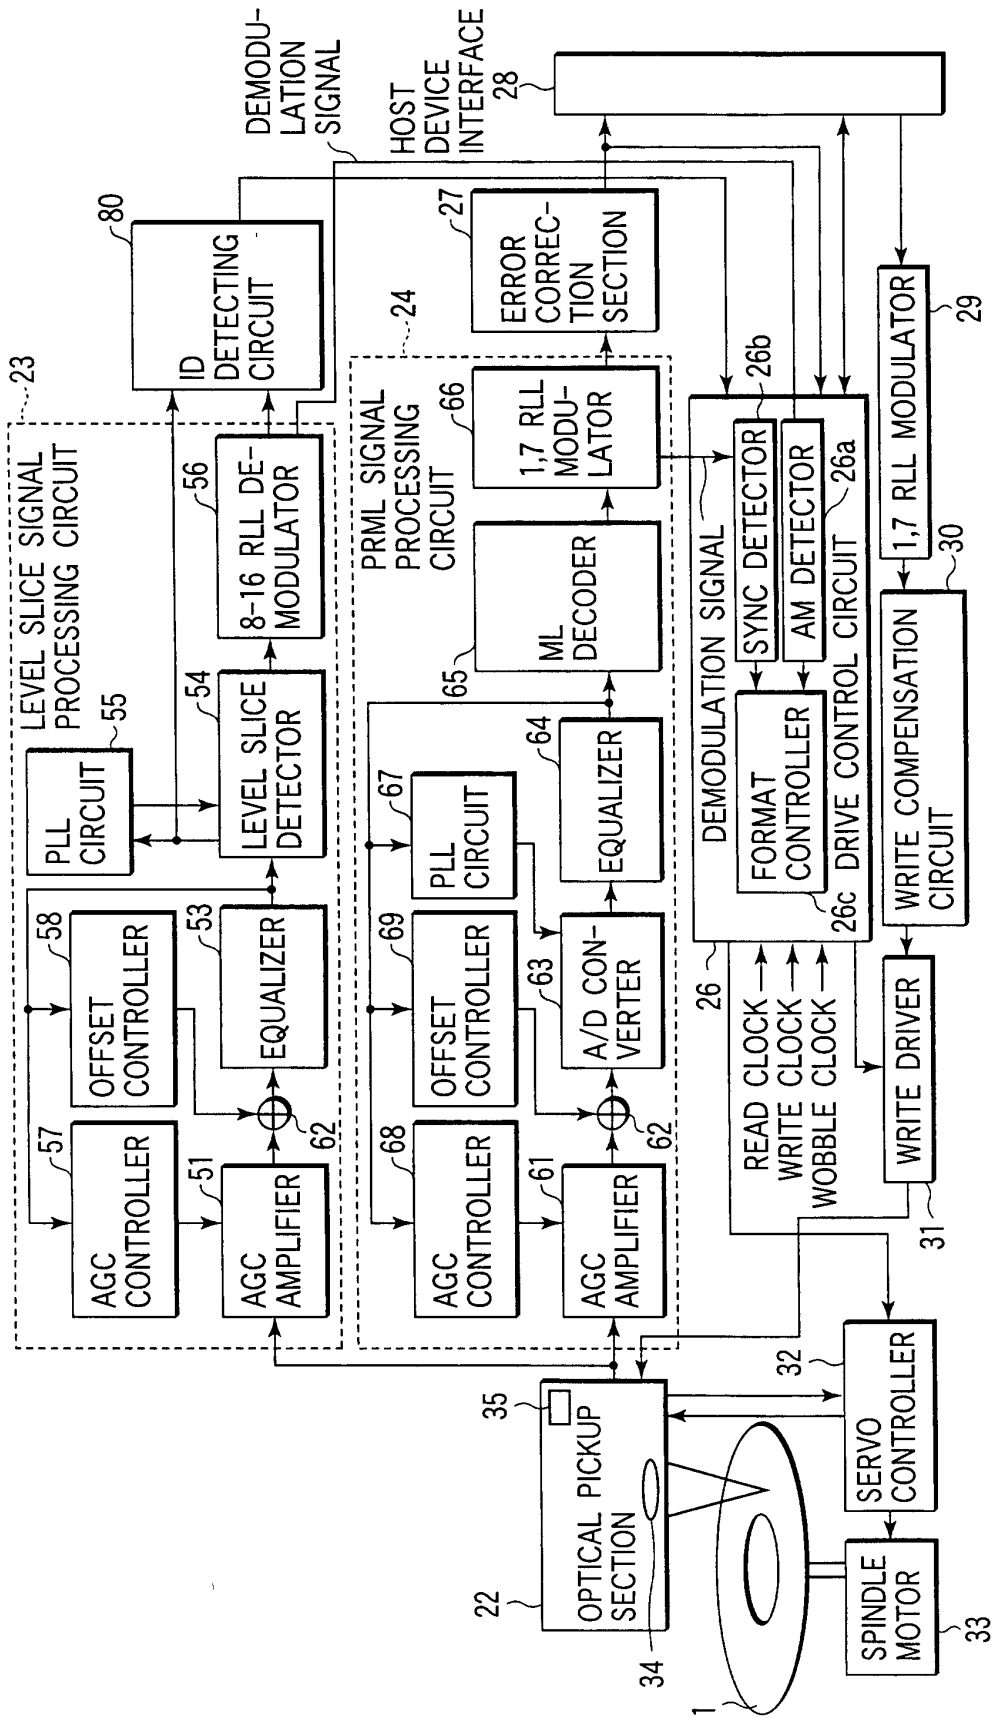 LEVEL SLICE SIGNAL
PROCESSING CIRCUIT
23
57
AGC
CONTROLLER
58
OFFSET
CONTROLLER
PLL
CIRCUIT
55
51
AGC
AMPLIFIER
62
53
EQUALIZER
54
LEVEL SLICE
DETECTOR
56
8-16 RLL DE-
MODULATOR
80
ID
DETECTING
CIRCUIT
DEMODU-
LATION
SIGNAL
PRML SIGNAL
PROCESSING
CIRCUIT
24
68
AGC
CONTROLLER
69
OFFSET
CONTROLLER
67
PLL
CIRCUIT
61
AGC
AMPLIFIER
62
63
A/D CON-
VERTER
64
EQUALIZER
65
ML
DECODER
66
1,7 RLL
MODU-
LATOR
27
ERROR
CORREC-
TION
SECTION
HOST
DEVICE
INTERFACE
28
22
35
OPTICAL PICKUP
SECTION
34
1
26
DEMODULATION SIGNAL
SYNC DETECTOR
26b
AM DETECTOR
26a
FORMAT
CONTROLLER
26c
DRIVE CONTROL CIRCUIT
READ CLOCK
WRITE CLOCK
WOBBLE CLOCK
1,7 RLL MODULATOR
29
30
WRITE COMPENSATION
CIRCUIT
WRITE DRIVER
31
32
SERVO
CONTROLLER
SPINDLE
MOTOR
33